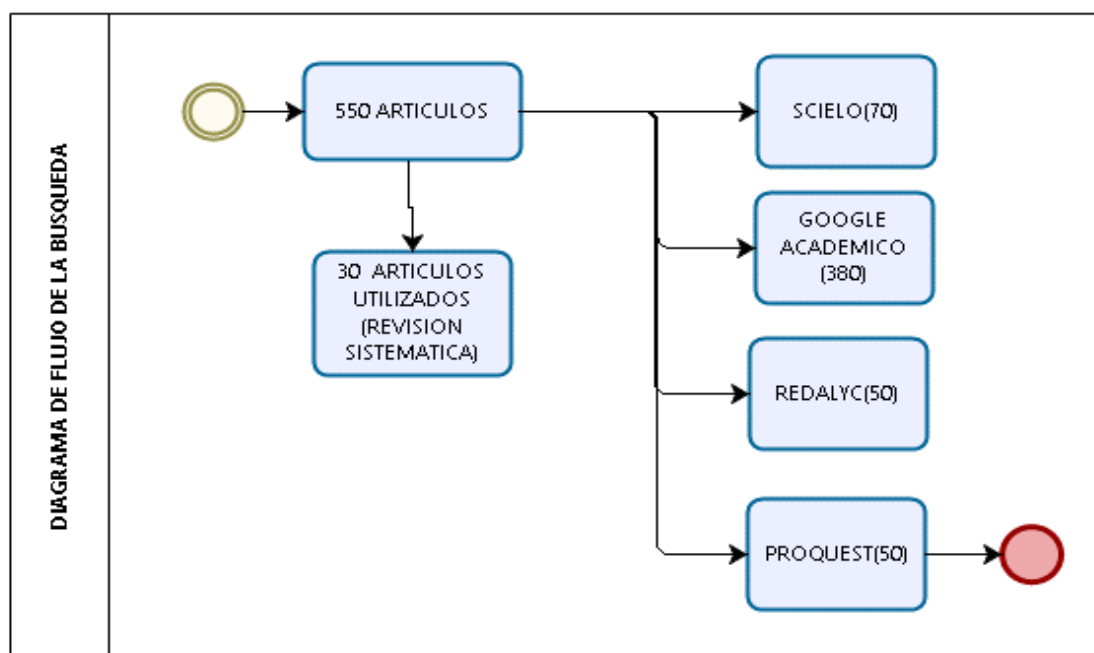 DIAGRAMA DE FLUJO DE LA BUSQUEDA
550 ARTICULOS
30 ARTICULOS
UTILIZADOS
(REVISION
SISTEMATICA)
SCIELO(70)
GOOGLE
ACADEMICO
(380)
REDALYC(50)
PROQUEST(50)